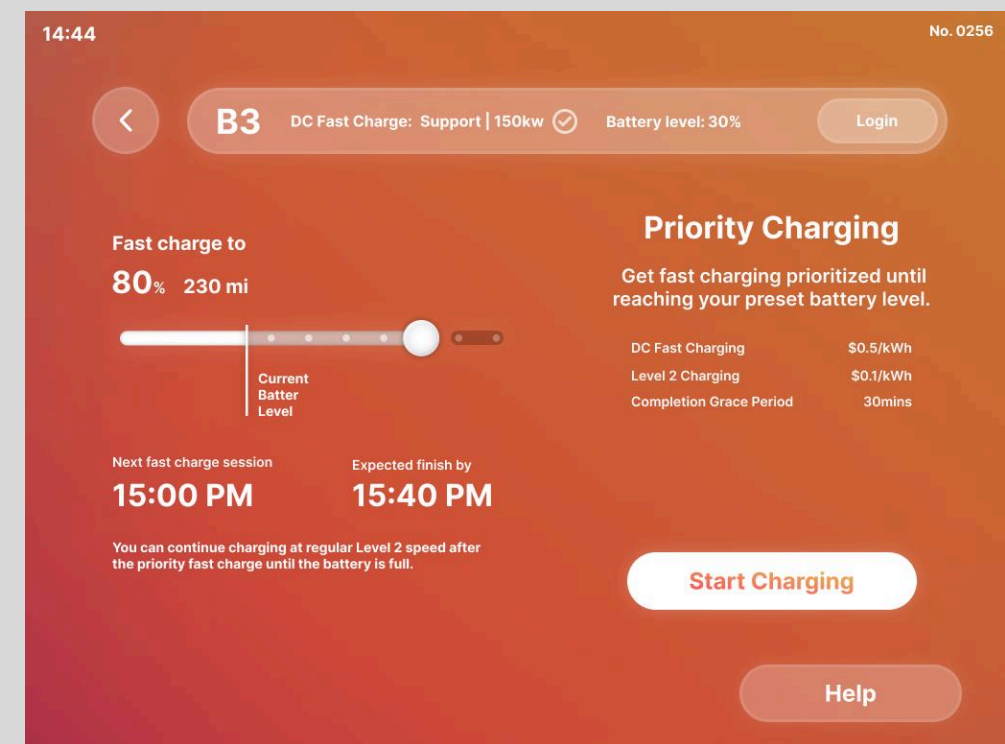 14:44
No. 0256
B3
DC Fast Charge: Support | 150kw
Battery level: 30%
Login
Fast charge to
80% 230 mi
Current
Batter
Level
Next fast charge session
15:00 PM
Expected finish by
15:40 PM
You can continue charging at regular Level 2 speed after
the priority fast charge until the battery is full.
Priority Charging
Get fast charging prioritized until
reaching your preset battery level.
DC Fast Charging $0.5/kWh
Level 2 Charging $0.1/kWh
Completion Grace Period 30mins
Start Charging
Help